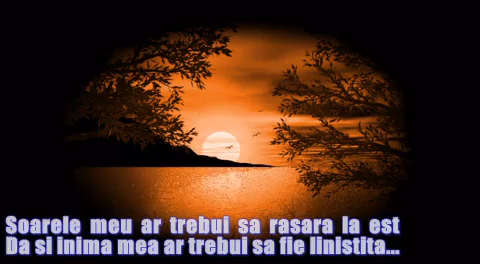 Soarele meu ar trebui sa rasara la est
Da si inima mea ar trebui sa fie linistita...